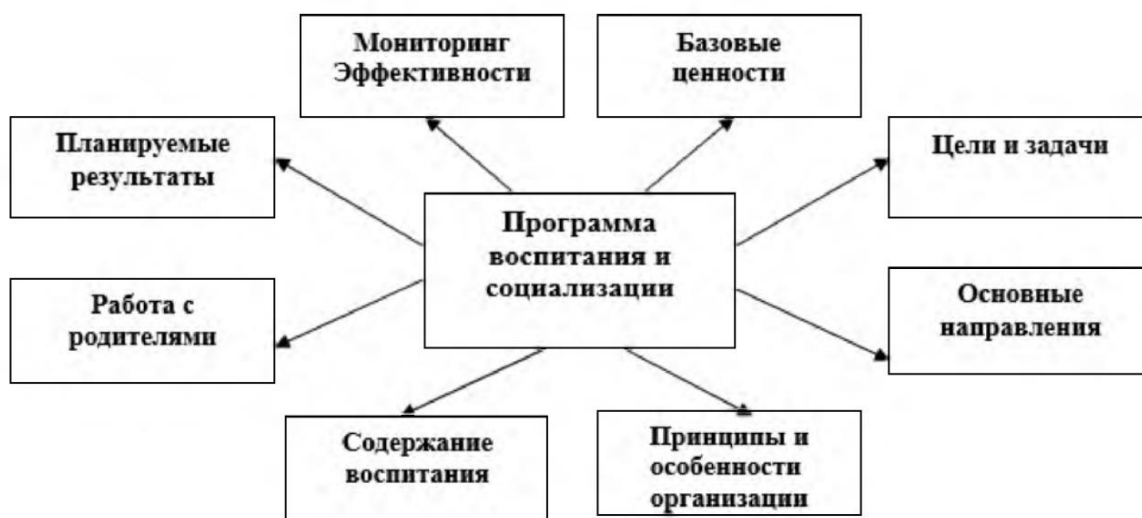 Мониторинг
Эффективности
Базовые
ценности
Планируемые
результаты
Цели и задачи
Программа
воспитания и
социализации
Работа с
родителями
Основные
направления
Содержание
воспитания
Принципы и
особенности
организации